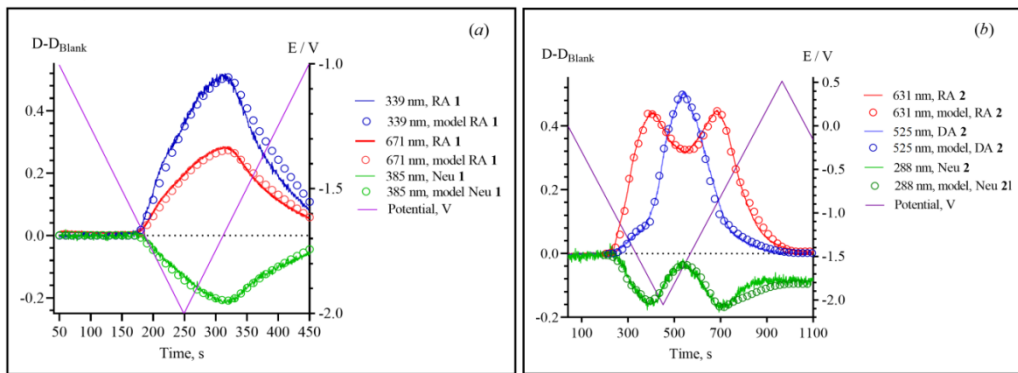 (a)
D-D_Blank
E / V
0.4
0.2
0.0
-0.2
-1.0
-1.5
-2.0
50 100 150 200 250 300 350 400 450
Time, s
339 nm, RA 1
339 nm, model RA 1
671 nm, RA 1
671 nm, model RA 1
385 nm, Neu 1
385 nm, model Neu 1
Potential, V
(b)
D-D_Blank
E / V
0.4
0.2
0.0
-0.2
0.5
0.0
-0.5
-1.0
-1.5
-2.0
100 300 500 700 900 1100
Time, s
631 nm, RA 2
631 nm, model, RA 2
525 nm, DA 2
525 nm, model, DA 2
288 nm, Neu 2
288 nm, model, Neu 2l
Potential, V